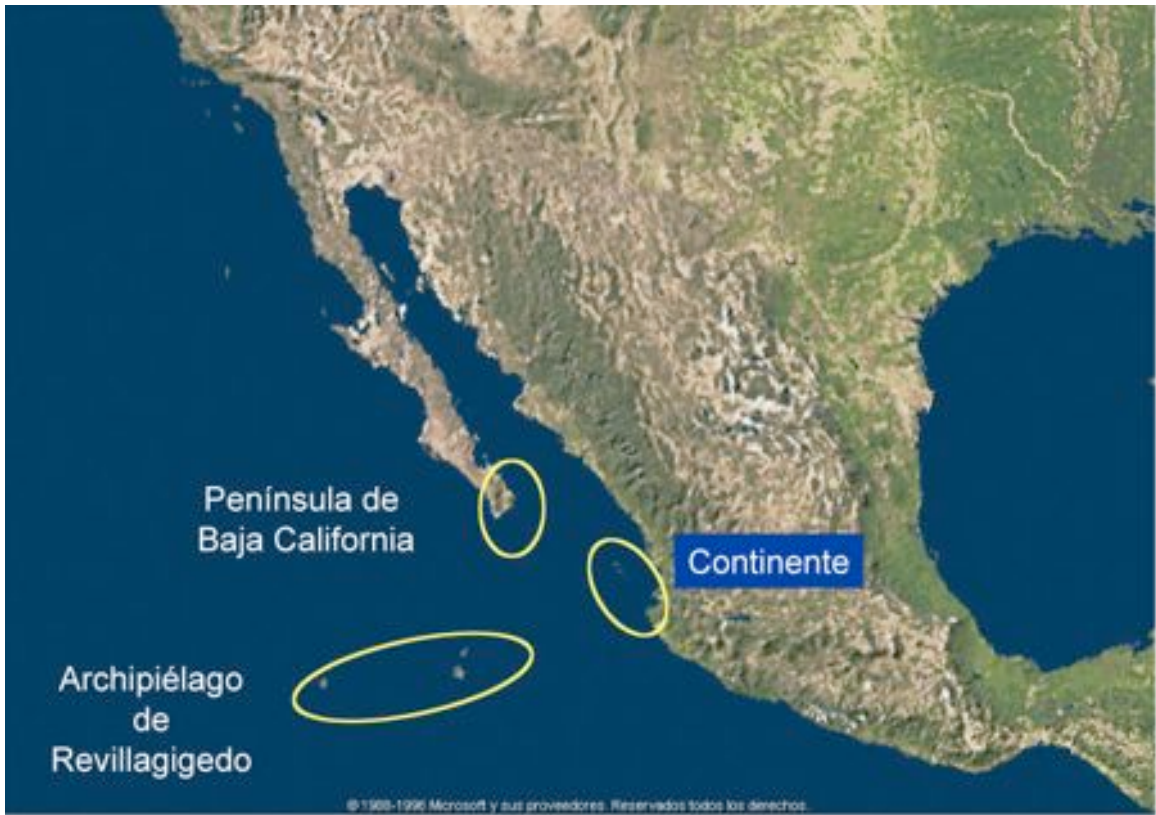 Península de
Baja California
Continente
Archipiélago
de
Revillagigedo
©1988-1996 Microsoft y sus proveedores. Reservados todos los derechos.